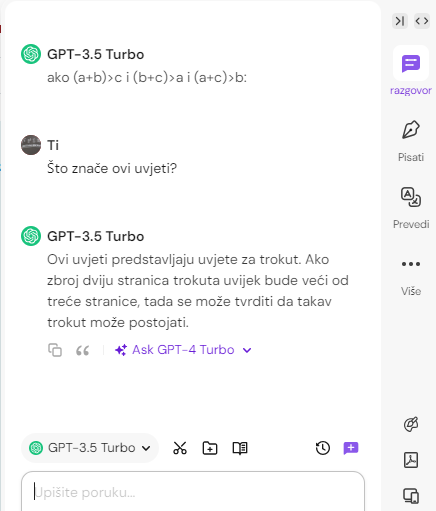 GPT-3.5 Turbo
ako (a+b)>c i (b+c)>a i (a+c)>b:
Ti
Što znače ovi uvjeti?
GPT-3.5 Turbo
Ovi uvjeti predstavljaju uvjete za trokut. Ako
zbroj dviju stranica trokuta uvijek bude veći od
treće stranice, tada se može tvrditi da takav
trokut može postojati.
Ask GPT-4 Turbo
GPT-3.5 Turbo
Upišite poruku...
razgovor
Pisati
Prevedi
Više